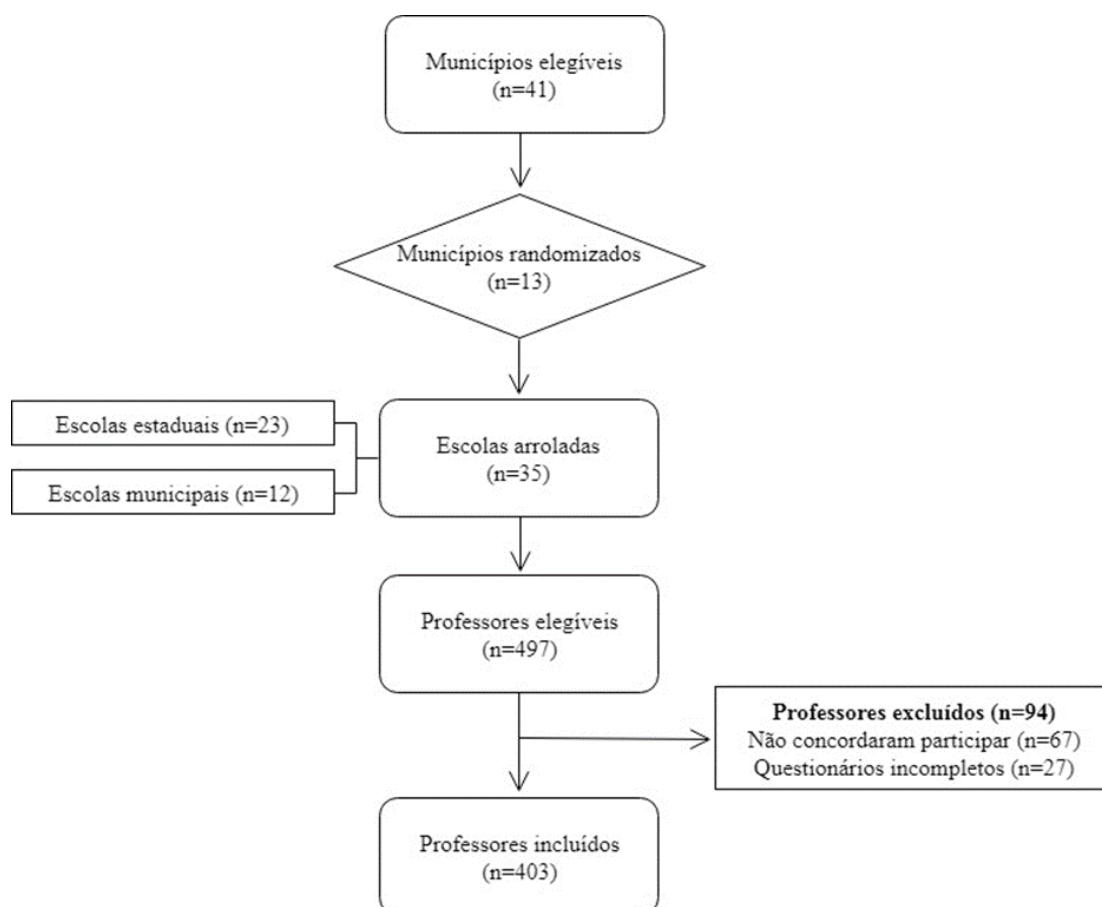 Municípios elegíveis
(n=41)
Municípios randomizados
(n=13)
Escolas estaduais (n=23)
Escolas municipais (n=12)
Escolas arroladas
(n=35)
Professores elegíveis
(n=497)
Professores excluídos (n=94)
Não concordaram participar (n=67)
Questionários incompletos (n=27)
Professores incluídos
(n=403)